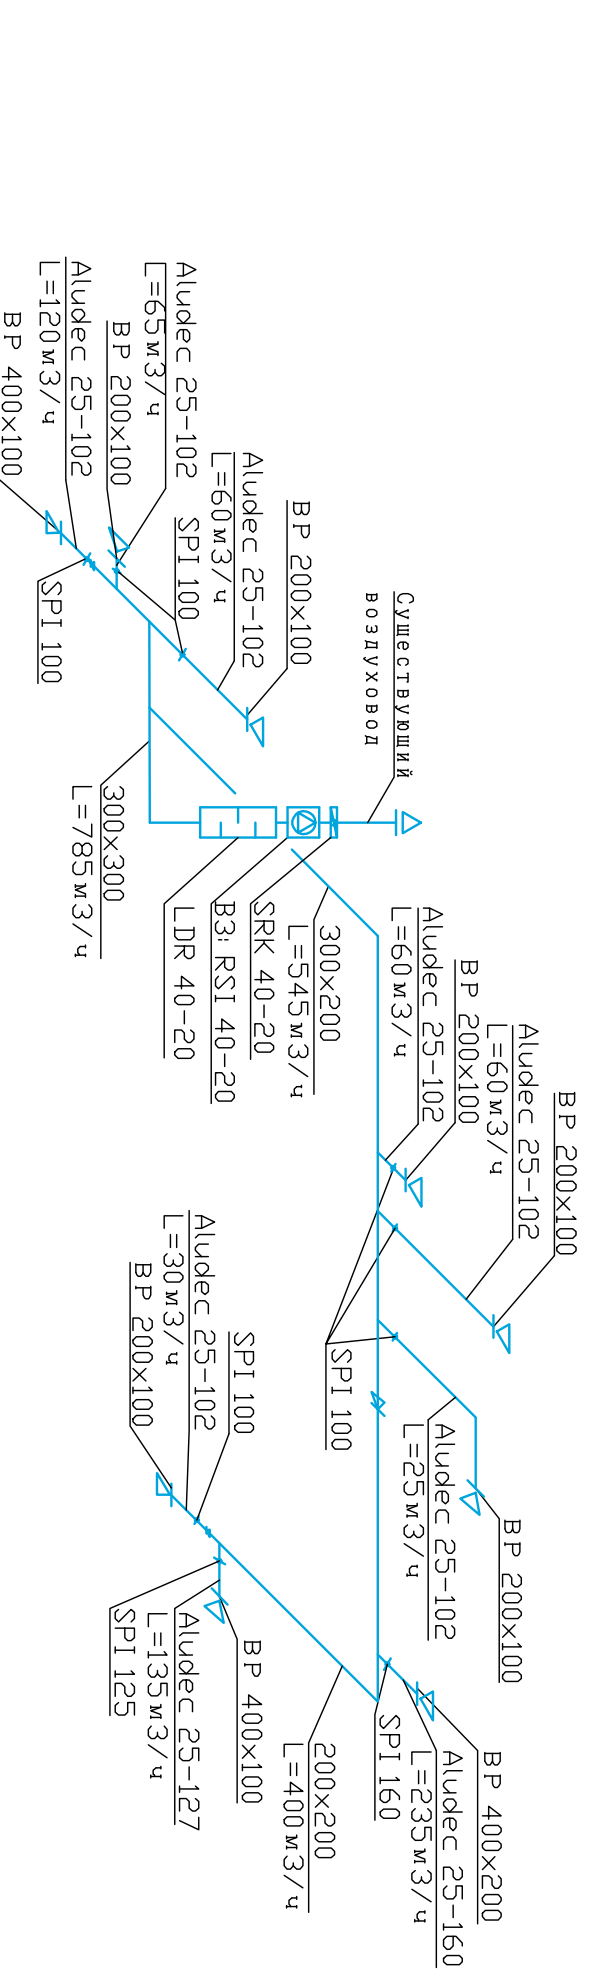 Aludec 25-102
L=65м3/ч
ВР 200х100
Aludec 25-102
L=120м3/ч
ВР 400х100
SPI 100
ВР 200х100
Aludec 25-102
L=60м3/ч
SPI 100
Существующий
воздуховод
300х300
L=785м3/ч
LDR 40-20
В3: RSI 40-20
SRK 40-20
300х200
L=545м3/ч
Aludec 25-102
L=60м3/ч
ВР 200х100
Aludec 25-102
L=60м3/ч
ВР 200х100
SPI 100
Aludec 25-102
L=25м3/ч
ВР 200х100
SPI 100
Aludec 25-102
L=30м3/ч
ВР 200х100
ВР 400х100
Aludec 25-127
L=135м3/ч
SPI 125
200х200
L=400м3/ч
SPI 160
ВР 400х200
Aludec 25-160
L=235м3/ч